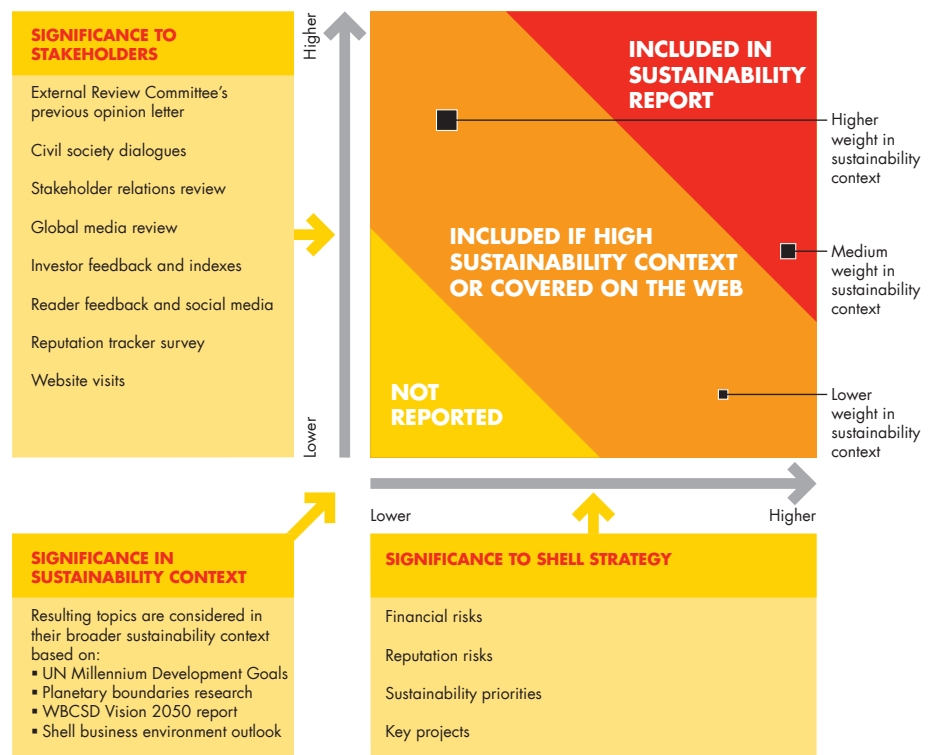 SIGNIFICANCE TO
STAKEHOLDERS
External Review Committee's
previous opinion letter
Civil society dialogues
Stakeholder relations review
Global media review
Investor feedback and indexes
Reader feedback and social media
Reputation tracker survey
Website visits
Higher
Lower
INCLUDED IN
SUSTAINABILITY
REPORT
INCLUDED IF HIGH
SUSTAINABILITY CONTEXT
OR COVERED ON THE WEB
NOT
REPORTED
Higher
weight in
sustainability
context
Medium
weight in
sustainability
context
Lower
weight in
sustainability
context
Lower
Higher
SIGNIFICANCE IN
SUSTAINABILITY CONTEXT
Resulting topics are considered in
their broader sustainability context
based on:
▪ UN Millennium Development Goals
▪ Planetary boundaries research
▪ WBCSD Vision 2050 report
▪ Shell business environment outlook
SIGNIFICANCE TO SHELL STRATEGY
Financial risks
Reputation risks
Sustainability priorities
Key projects